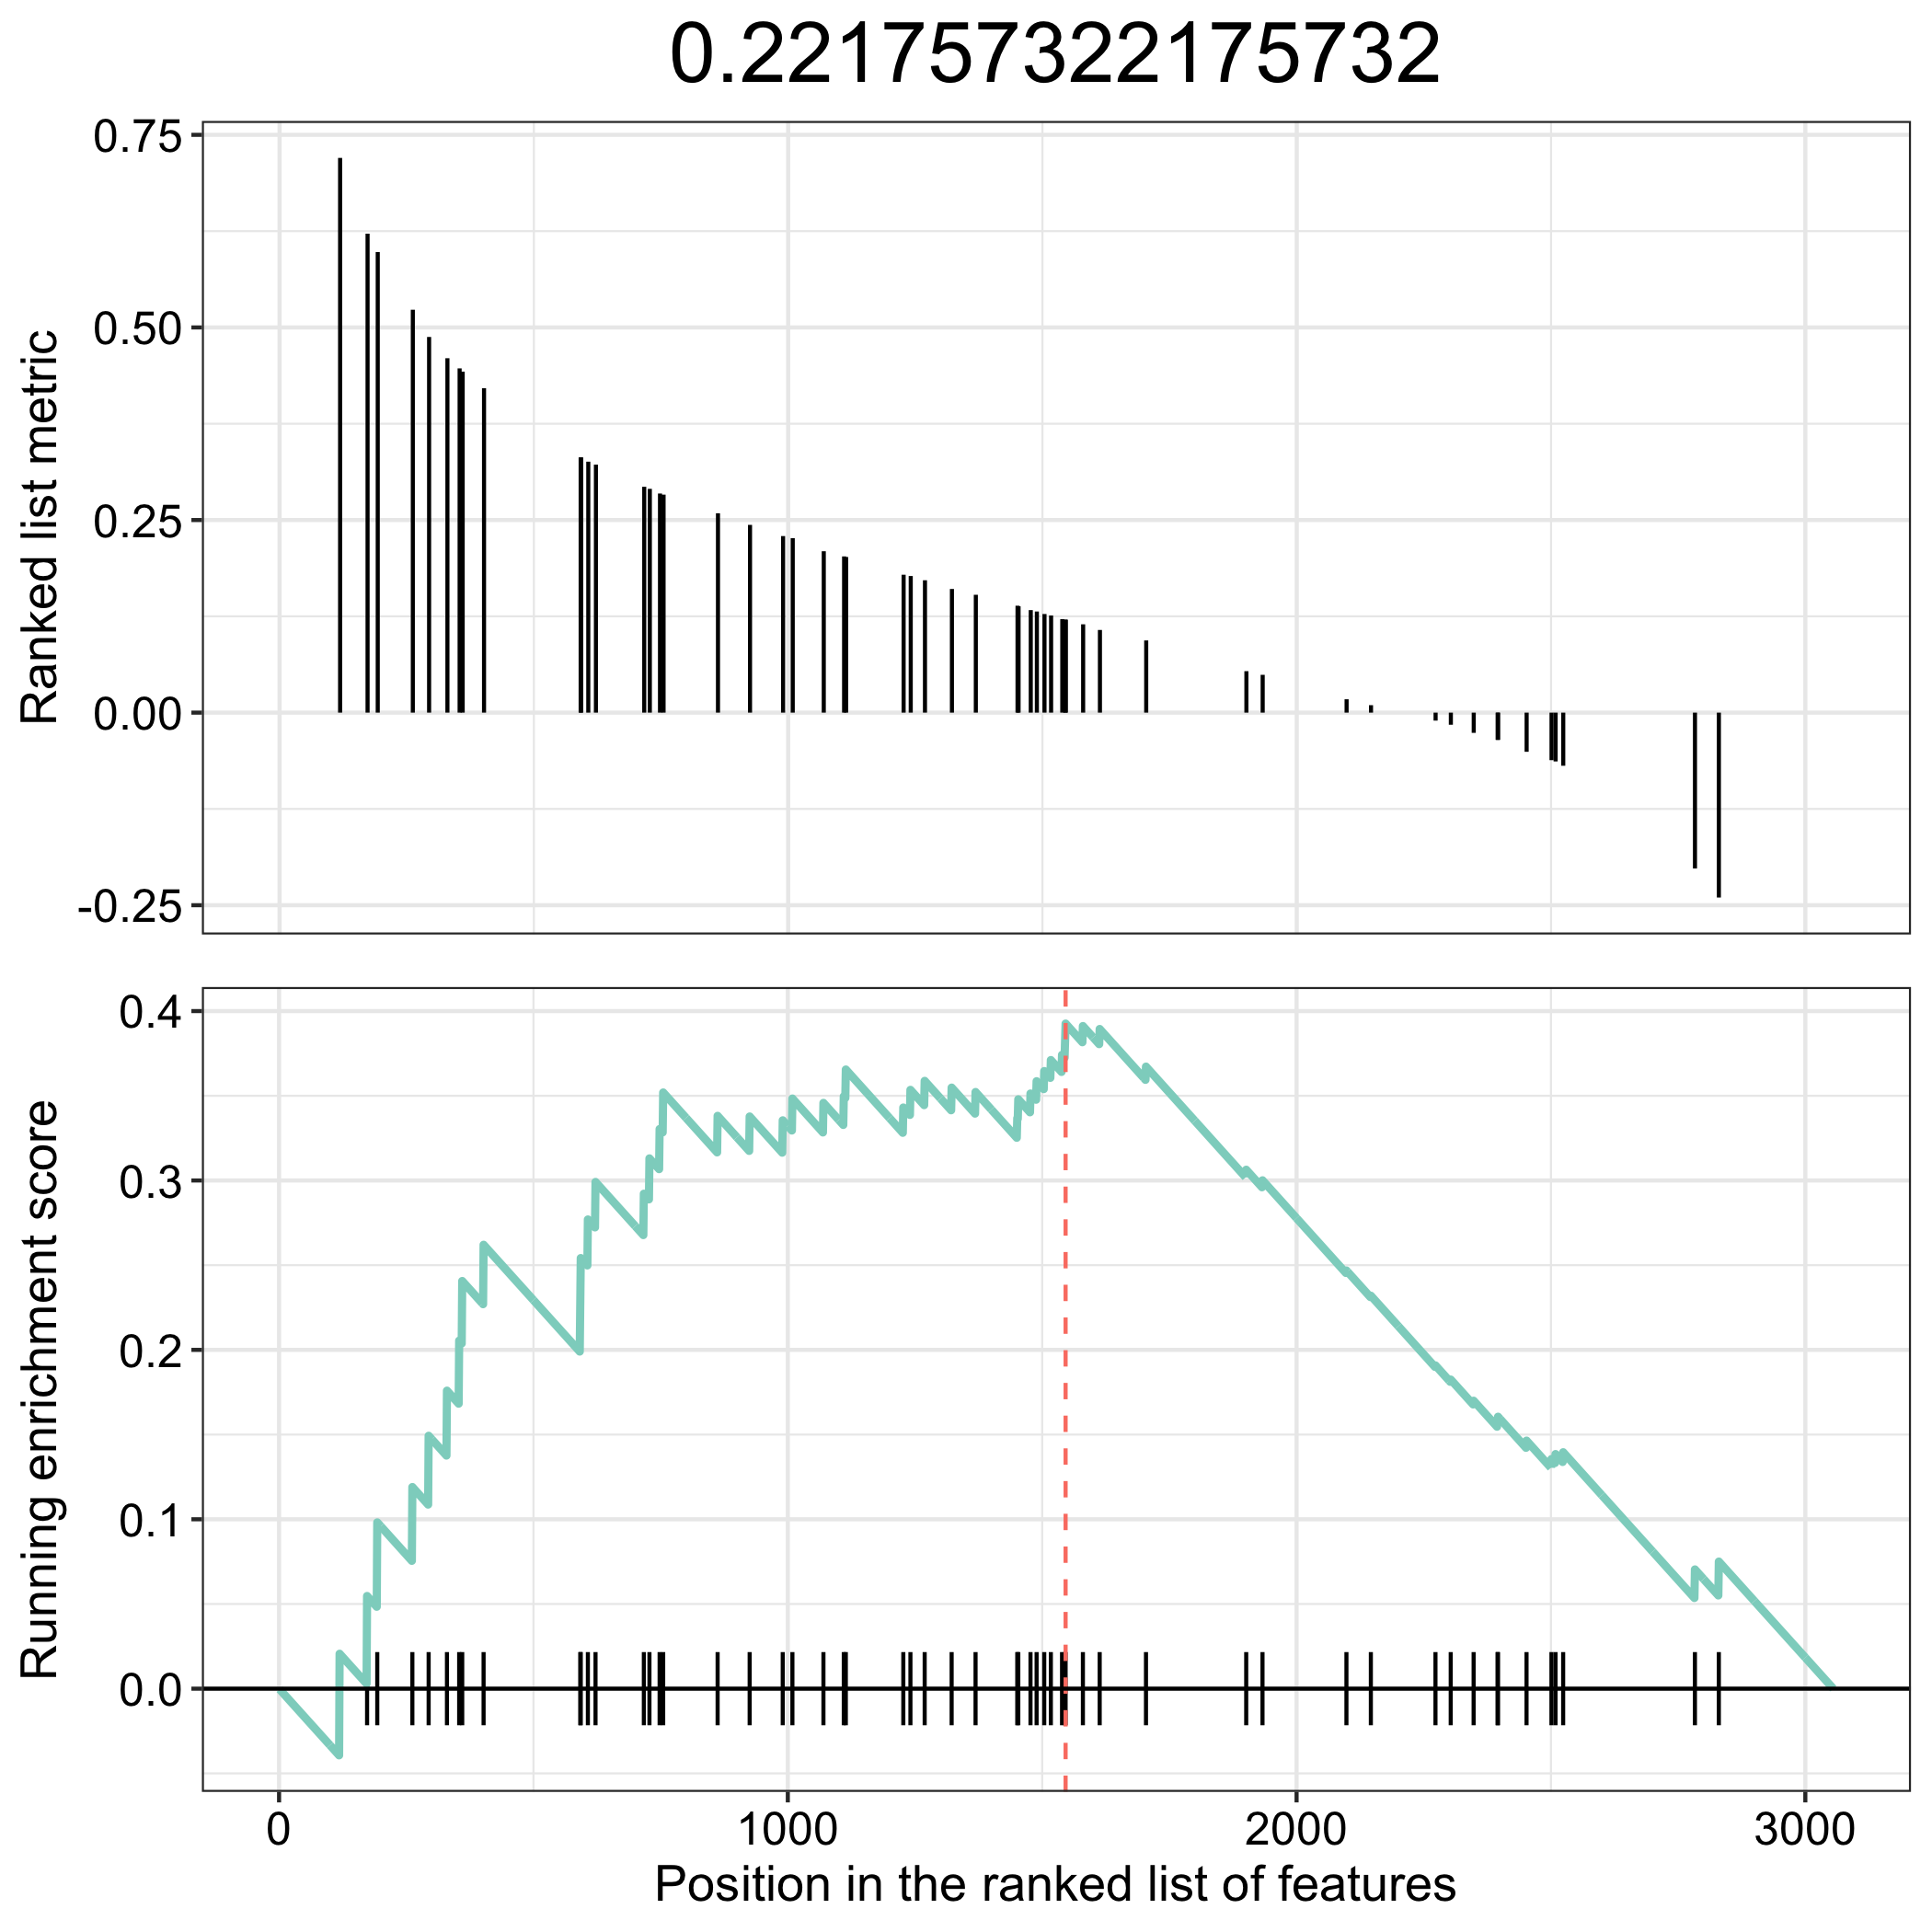 0.221757322175732
0.75
0.50
0.25
0.00
-0.25
Ranked list metric
0.4
0.3
0.2
0.1
0.0
Running enrichment score
0 1000 2000 3000
Position in the ranked list of features